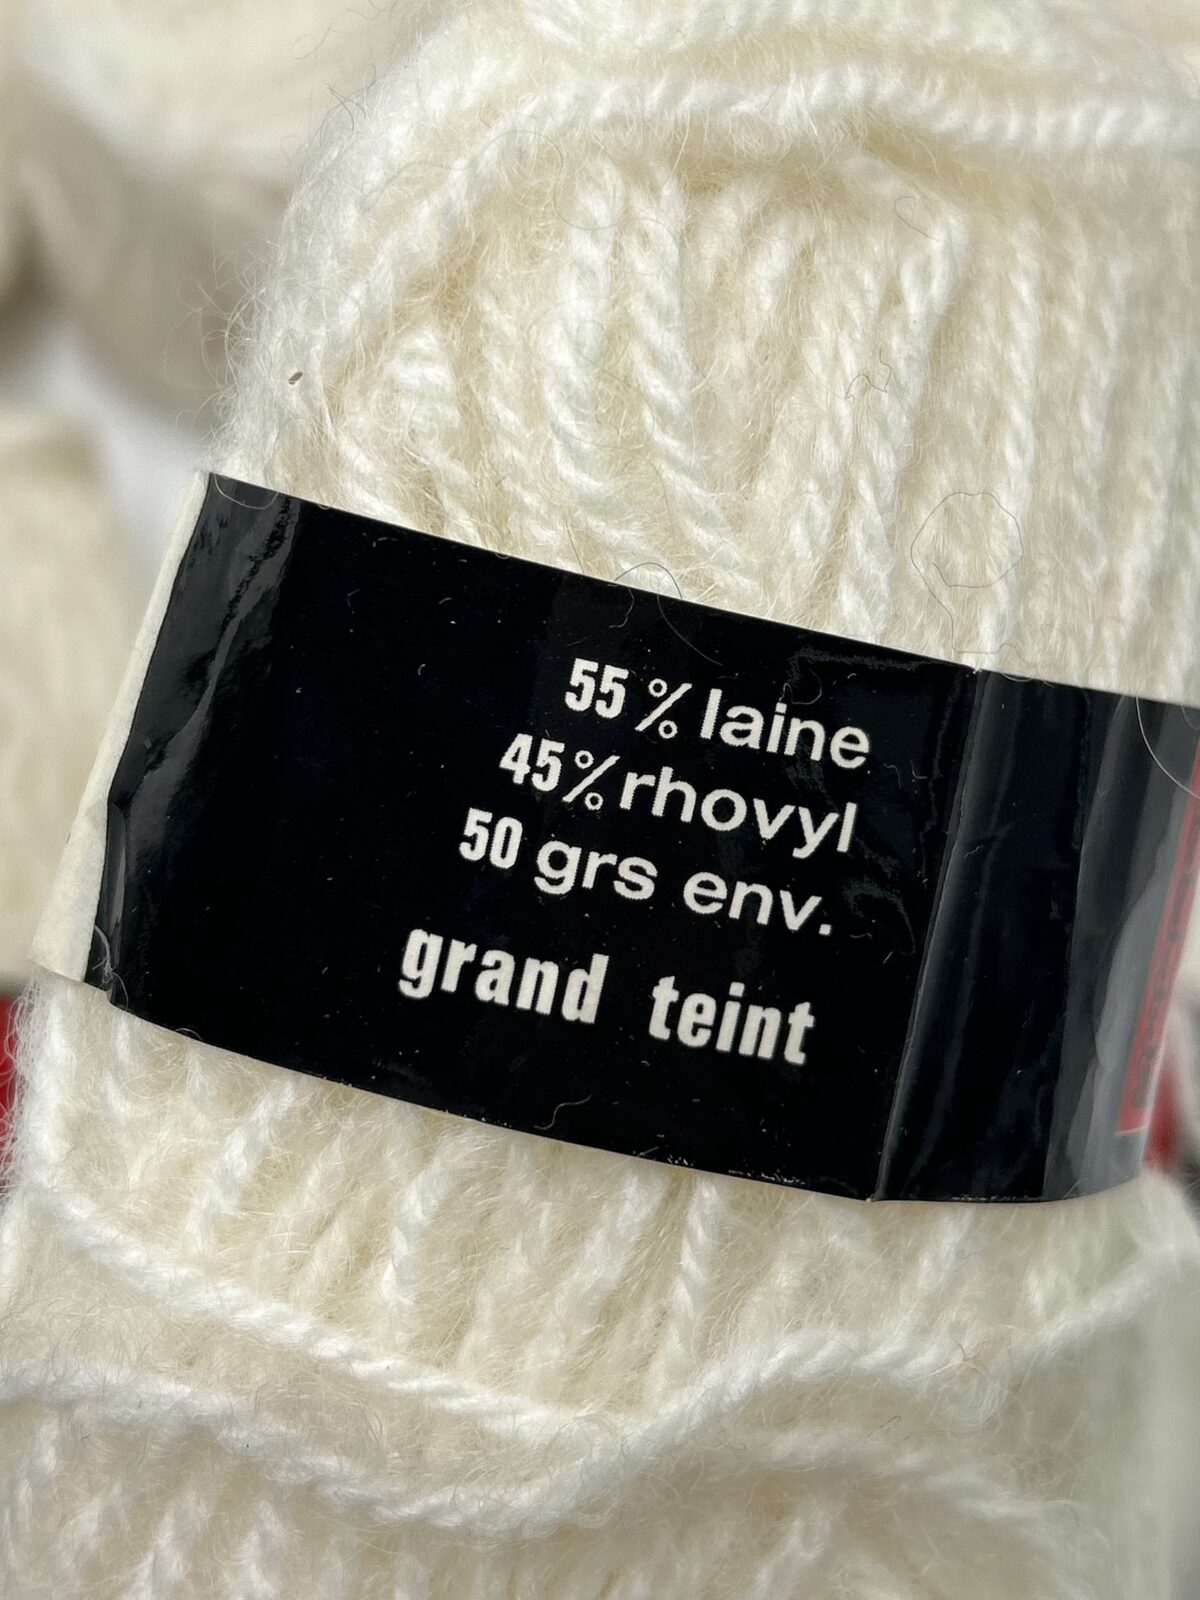 55 % laine
45% rhovyl
50 grs env.
grand teint